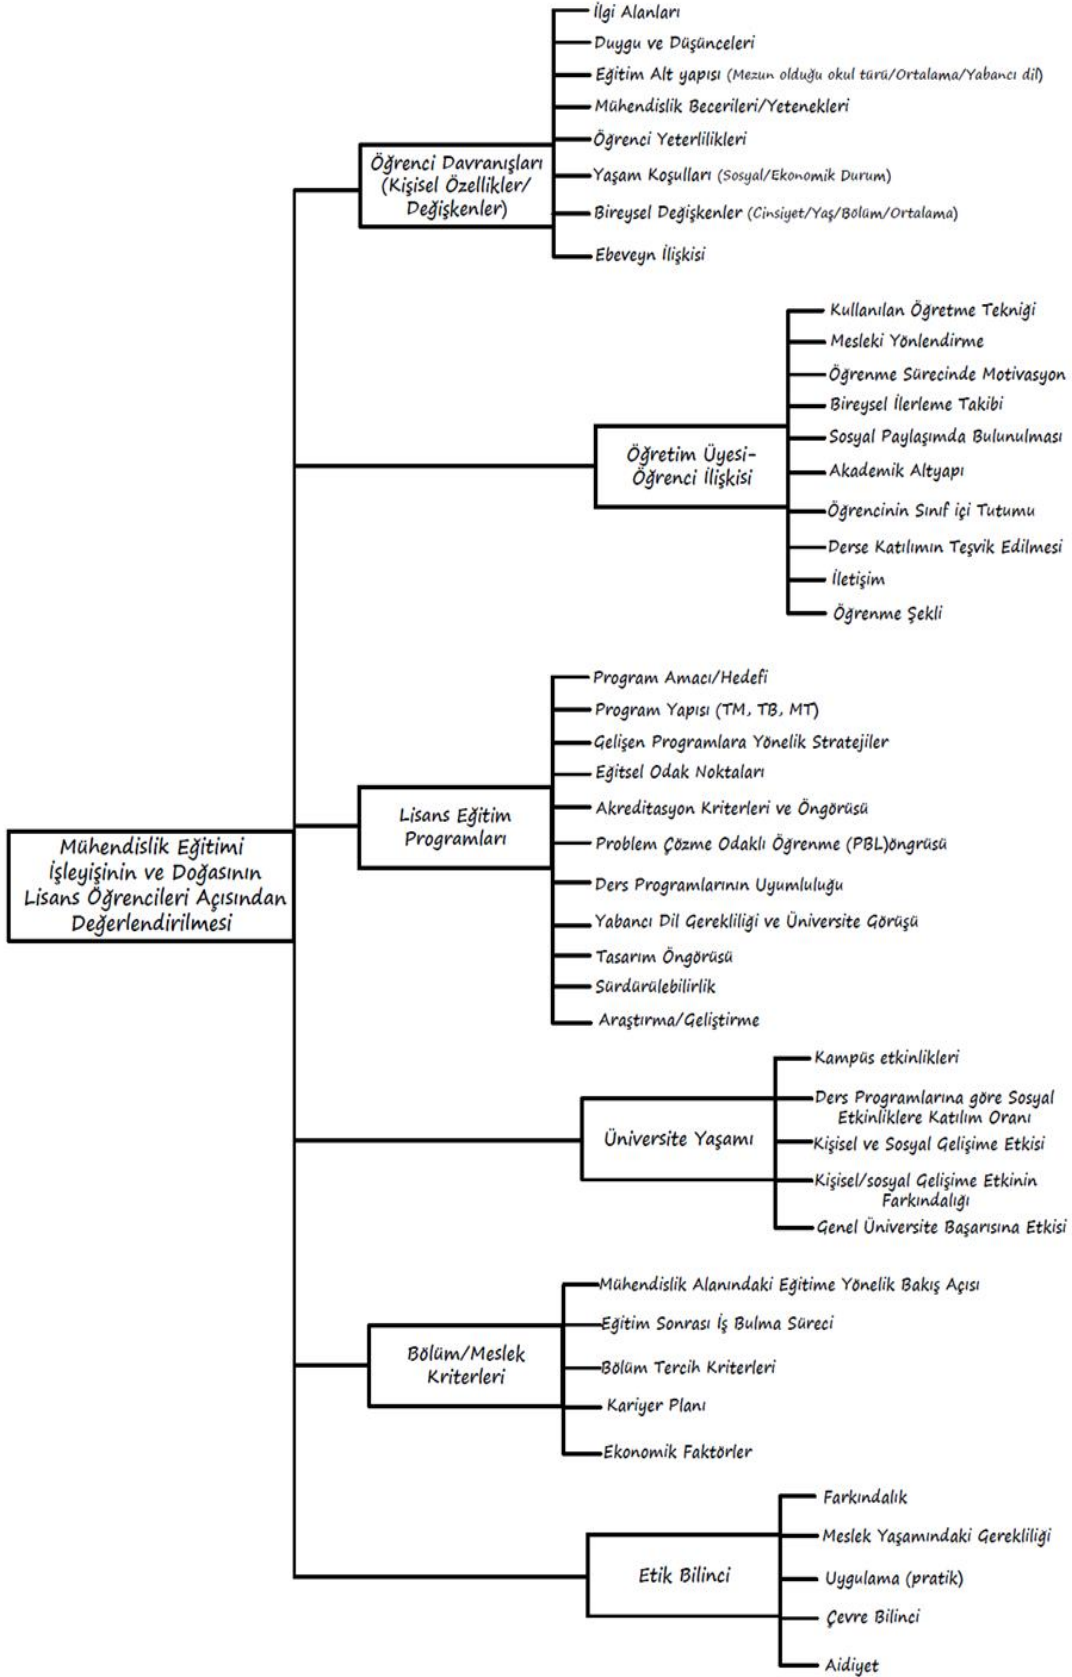 İlgi Alanları
Duygu ve Düşünceleri
Eğitim Alt yapısı (Mezun olduğu okul türü/Ortalama/Yabancı dil)
Mühendislik Becerileri/Yetenekleri
Öğrenci Yeterlilikleri
Öğrenci Davranışları
(Kişisel Özellikler/
Değişkenler)
Yaşam Koşulları (Sosyal/Ekonomik Durum)
Bireysel Değişkenler (Cinsiyet/Yaş/Bölüm/Ortalama)
Ebeveyn İlişkisi
Kullanılan Öğretme Tekniği
Mesleki Yönlendirme
Öğrenme Sürecinde Motivasyon
Bireysel İlerleme Takibi
Sosyal Paylaşımda Bulunulması
Öğretim Üyesi-
Öğrenci İlişkisi
Akademik Altyapı
Öğrencinin Sınıf içi Tutumu
Derse Katılımın Teşvik Edilmesi
İletişim
Öğrenme Şekli
Program Amacı/Hedefi
Program Yapısı (TM, TB, MT)
Gelişen Programlara Yönelik Stratejiler
Eğitsel Odak Noktaları
Akreditasyon Kriterleri ve Öngörüsü
Lisans Eğitim
Programları
Problem Çözme Odaklı Öğrenme (PBL)öngrüsü
Ders Programlarının Uyumluluğu
Yabancı Dil Gerekliliği ve Üniversite Görüşü
Tasarım Öngörüsü
Sürdürülebilirlik
Araştırma/Geliştirme
Mühendislik Eğitimi
İşleyişinin ve Doğasının
Lisans Öğrencileri Açısından
Değerlendirilmesi
Kampüs etkinlikleri
Ders Programlarına göre Sosyal
Etkinliklere Katılım Oranı
Üniversite Yaşamı
Kişisel ve Sosyal Gelişime Etkisi
Kişisel/sosyal Gelişime Etkinin
Farkındalığı
Genel Üniversite Başarısına Etkisi
Mühendislik Alanındaki Eğitime Yönelik Bakış Açısı
Eğitim Sonrası İş Bulma Süreci
Bölüm/Meslek
Kriterleri
Bölüm Tercih Kriterleri
Kariyer Planı
Ekonomik Faktörler
Farkındalık
Meslek Yaşamındaki Gerekliliği
Etik Bilinci
Uygulama (pratik)
Çevre Bilinci
Aidiyet